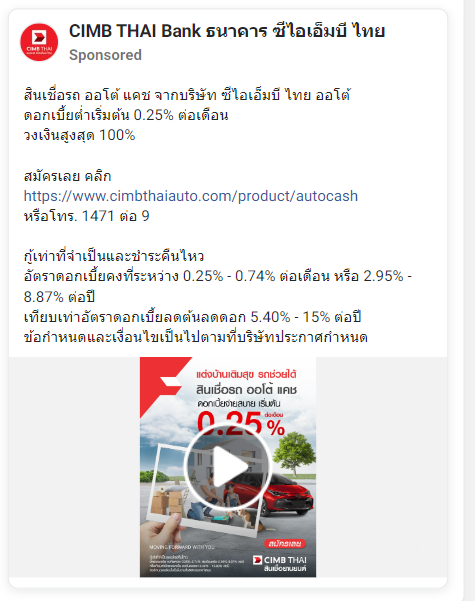 CIMB THAI Bank ธนาคาร ซีไอเอ็มบี ไทย
CIMB THAI
Sponsored
สินเชื่อรถ ออโต้ แคช จากบริษัท ซีไอเอ็มบี ไทย ออโต้
ดอกเบี้ยต่ำเริ่มต้น 0.25% ต่อเดือน
วงเงินสูงสุด 100%
สมัครเลย คลิก
https://www.cimbthaiauto.com/product/autocash
หรือโทร. 1471 ต่อ 9
กู้เท่าที่จำเป็นและชำระคืนไหว
อัตราดอกเบี้ยคงที่ระหว่าง 0.25% - 0.74% ต่อเดือน หรือ 2.95% -
8.87% ต่อปี
เทียบเท่าอัตราดอกเบี้ยลดต้นลดดอก 5.40% - 15% ต่อปี
ข้อกำหนดและเงื่อนไขเป็นไปตามที่บริษัทประกาศกำหนด
แต่งบ้านเติมสุข รถช่วยได้
สินเชื่อรถ ออโต้ แคช
ดอกเบี้ยจ่ายสบาย เริ่มต้น
0.25% ต่อเดือน
สมัครเลย
MOVING FORWARD WITH YOU
CIMB THAI
สินเชื่อยานยนต์